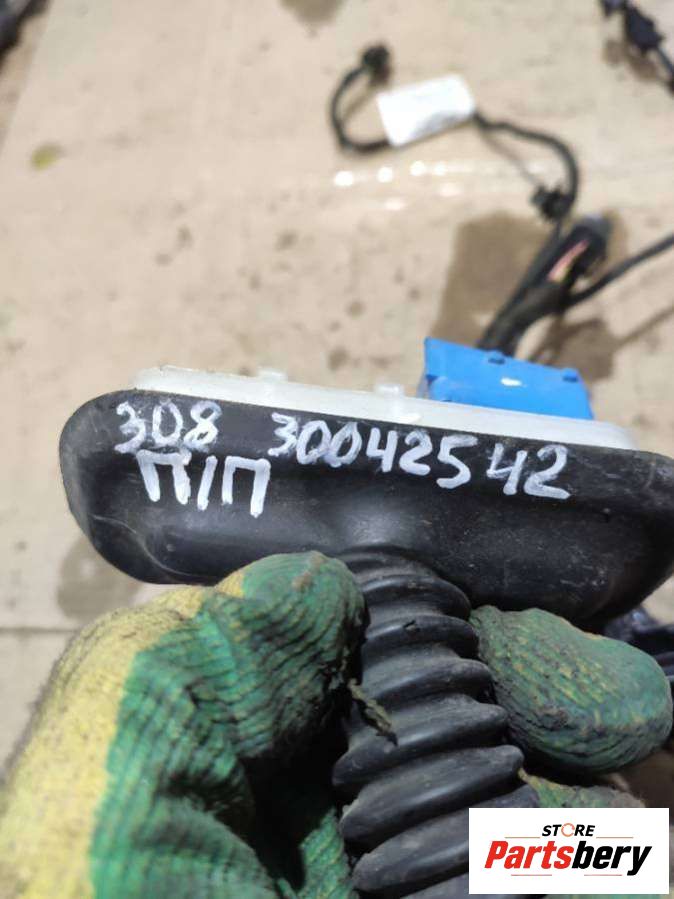 308 30042542
П/П
STORE
Partsbery